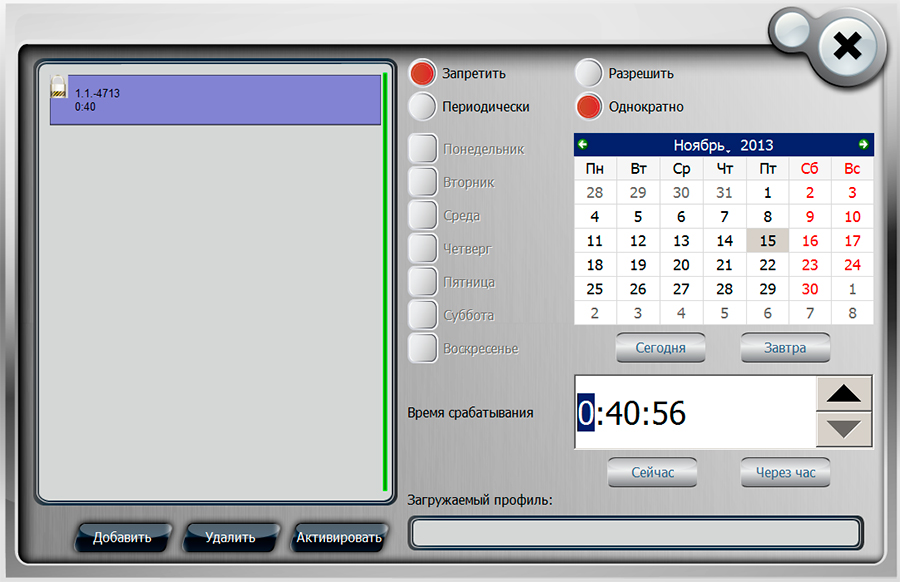 1.1.-4713
0:40
Запретить
Разрешить
Периодически
Однократно
Понедельник
Вторник
Среда
Четверг
Пятница
Суббота
Воскресенье
Ноябрь, 2013
Пн Вт Ср Чт Пт Сб Вс
28 29 30 31 1 2 3
4 5 6 7 8 9 10
11 12 13 14 15 16 17
18 19 20 21 22 23 24
25 26 27 28 29 30 1
2 3 4 5 6 7 8
Сегодня
Завтра
Время срабатывания
0:40:56
Сейчас
Через час
Загружаемый профиль:
Добавить
Удалить
Активировать